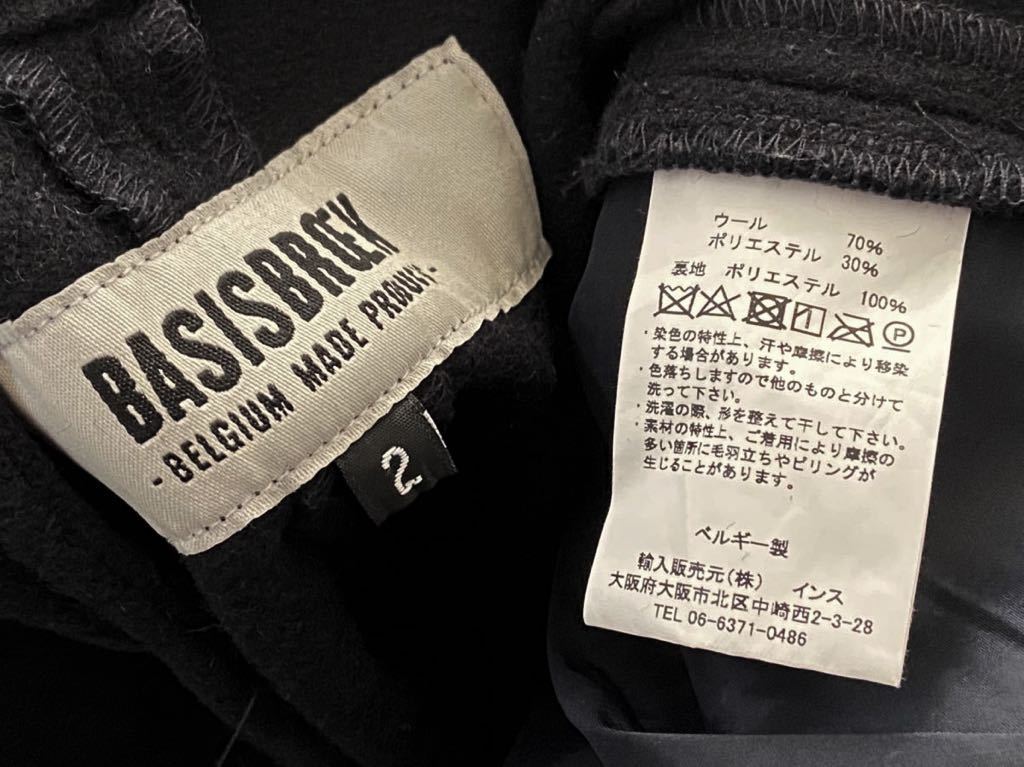 BASISBROEK
- BELGIUM MADE PRODUIT -
2
ウール 70%
ポリエステル 30%
裏地 ポリエステル 100%
P
・染色の特性上、汗や摩擦により移染
する場合があります。
・色落ちしますので他のものと分けて
洗って下さい。
・洗濯の際、形を整えて干して下さい。
・素材の特性上、ご着用により摩擦の
多い箇所に毛羽立ちやピリングが
生じることがあります。
ベルギー製
輸入販売元(株) インス
大阪府大阪市北区中崎西2-3-28
TEL 06-6371-0486